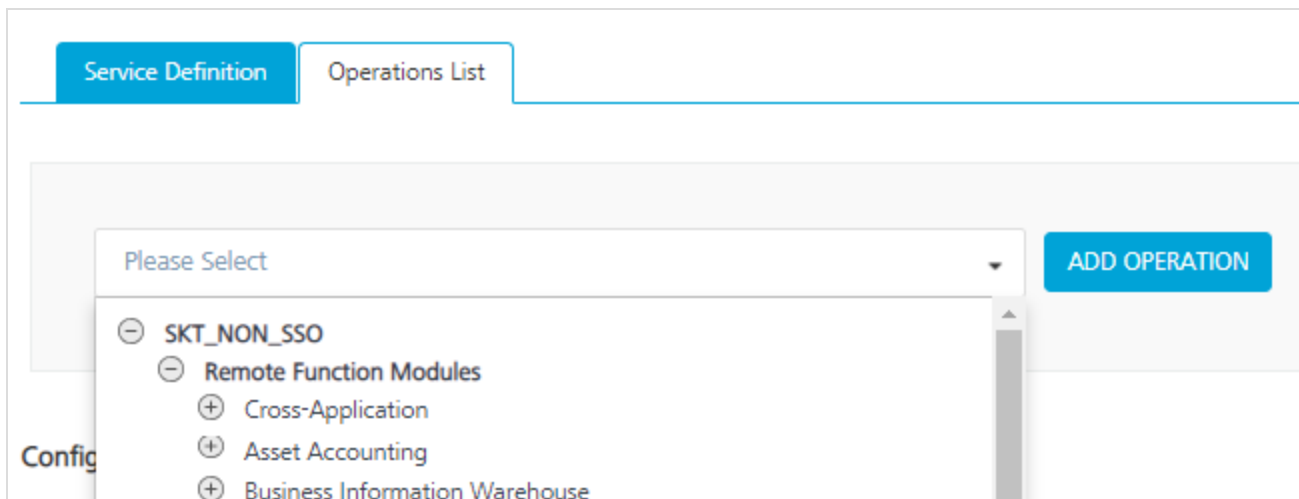 Service Definition Operations List
Please Select ADD OPERATION
SKT_NON_SSO
Remote Function Modules
Cross-Application
Asset Accounting
Config
Business Information Warehouse